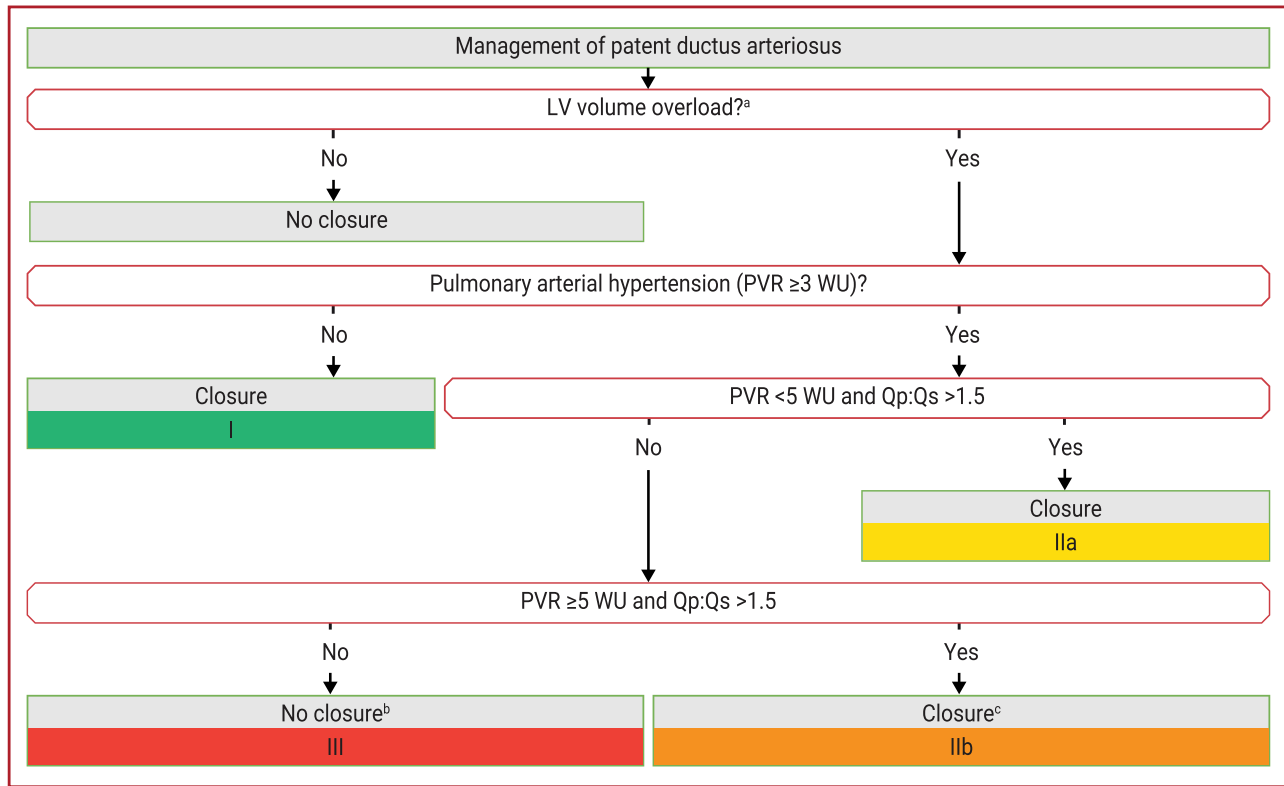 Management of patent ductus arteriosus
LV volume overload?ᵃ
No
Yes
No closure
Pulmonary arterial hypertension (PVR ≥3 WU)?
No
Yes
Closure
I
PVR <5 WU and Qp:Qs >1.5
No
Yes
Closure
IIa
PVR ≥5 WU and Qp:Qs >1.5
No
Yes
No closureᵇ
III
Closureᶜ
IIb